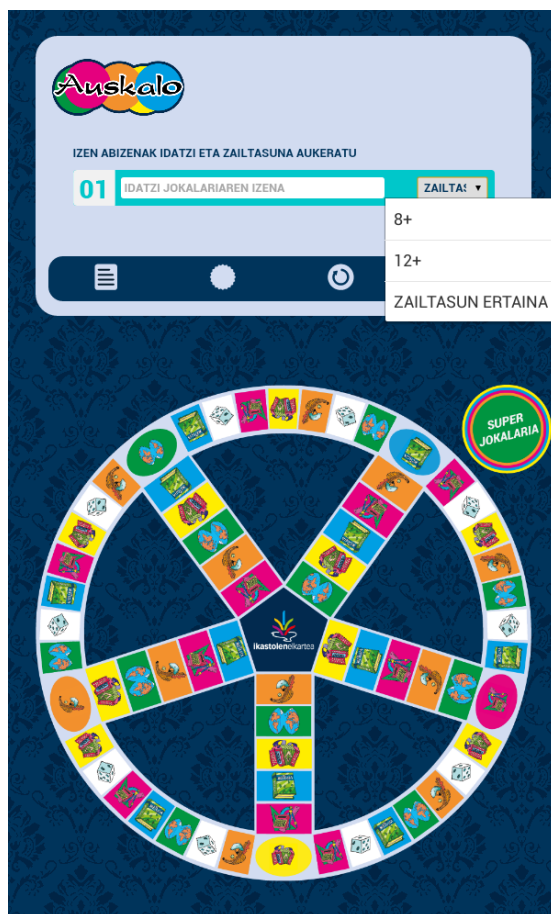 Auskalo
IZEN ABIZENAK IDATZI ETA ZAILTASUNA AUKERATU
01
IDATZI JOKALARIAREN IZENA
ZAILTAS
8+
12+
ZAILTASUN ERTAINA
SUPER
JOKALARIA
ikastolenelkartea